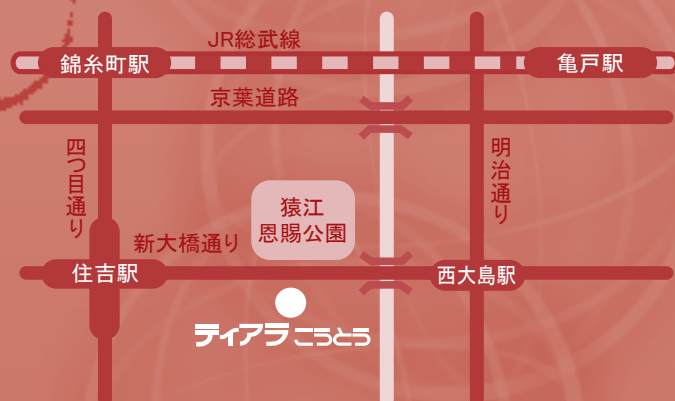 JR総武線
錦糸町駅
亀戸駅
京葉道路
四つ目通り
明治通り
猿江
恩賜公園
新大橋通り
住吉駅
西大島駅
ティアラこうとう